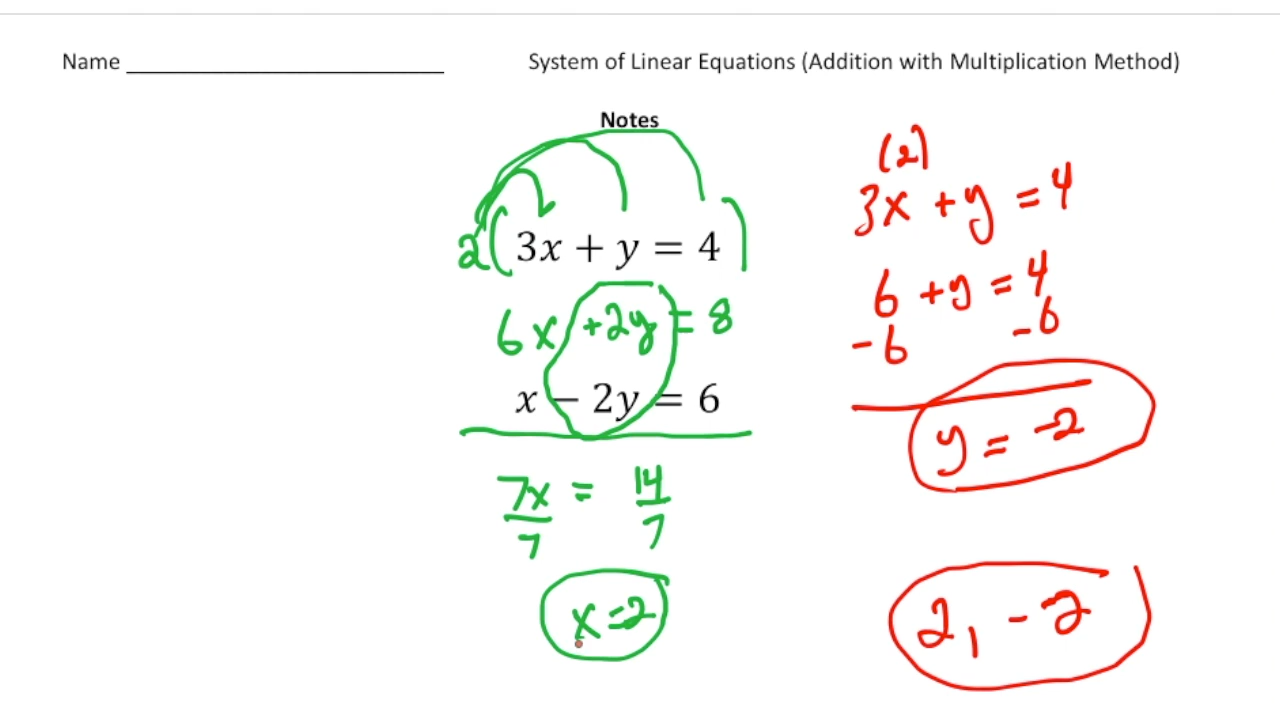 Name ____________________ System of Linear Equations (Addition with Multiplication Method)
Notes
2(3x + y = 4)
6x +2y = 8
x − 2y = 6
7x/7 = 14/7
x=2
(2)
3x +y = 4
6 +y = 4
-6 -6
y = -2
2, -2